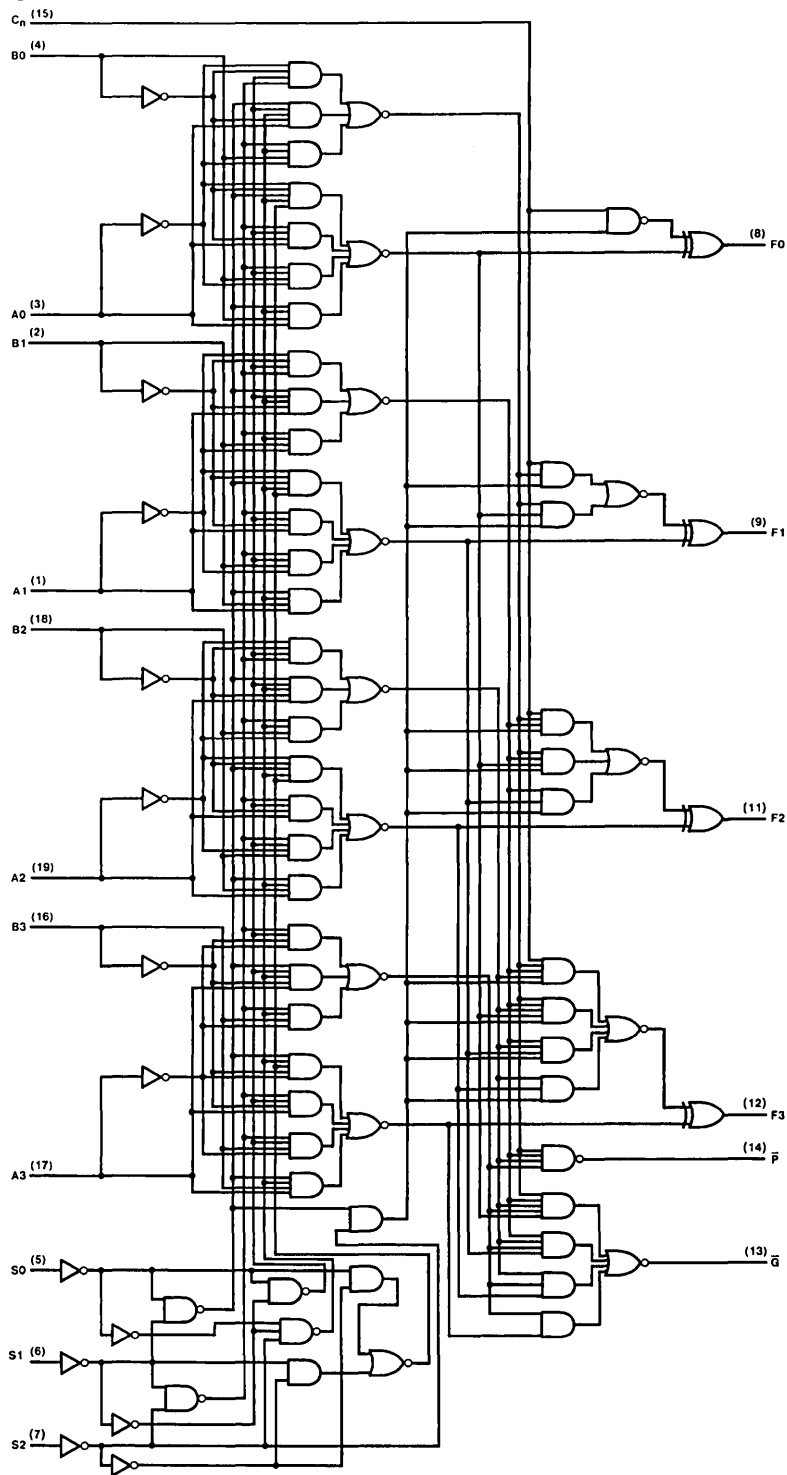 Cn (15)
B0 (4)
(8) F0
A0 (3)
B1 (2)
(9) F1
A1 (1)
B2 (18)
(11) F2
A2 (19)
B3 (16)
(12) F3
(14) P̅
A3 (17)
(13) G̅
S0 (5)
S1 (6)
S2 (7)